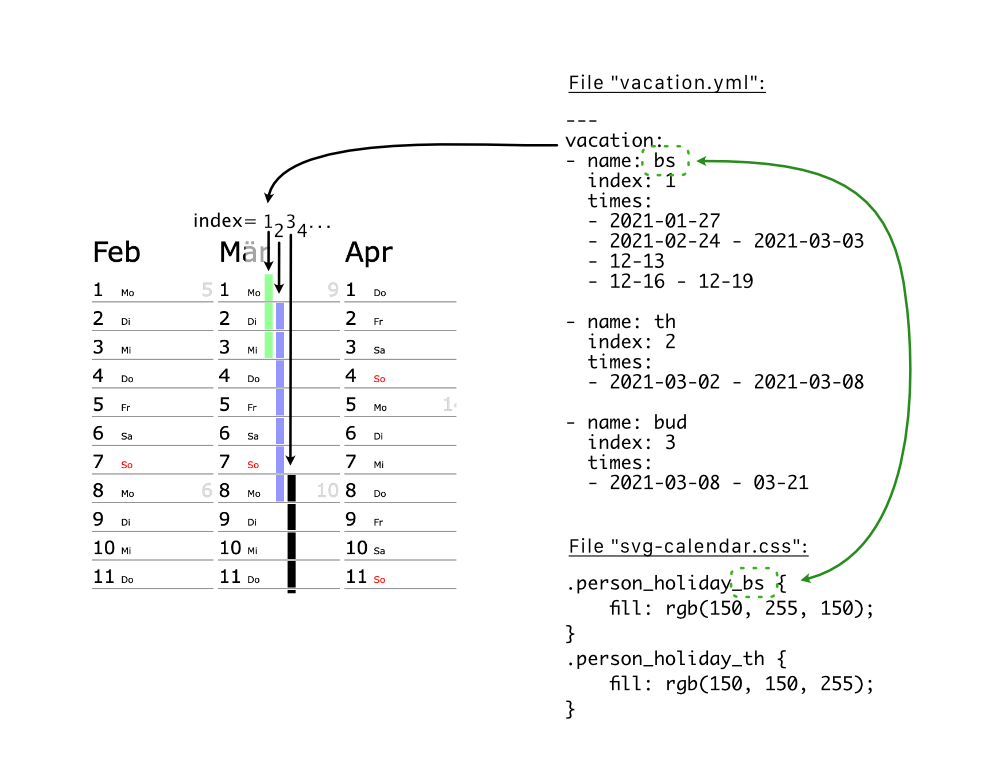 File "vacation.yml":
---
vacation:
- name: bs
  index: 1
  times:
  - 2021-01-27
  - 2021-02-24 - 2021-03-03
  - 12-13
  - 12-16 - 12-19
- name: th
  index: 2
  times:
  - 2021-03-02 - 2021-03-08
- name: bud
  index: 3
  times:
  - 2021-03-08 - 03-21
File "svg-calendar.css":
.person_holiday_bs {
    fill: rgb(150, 255, 150);
}
.person_holiday_th {
    fill: rgb(150, 150, 255);
}
index= 1 2 3 4 ...
Feb Mär Apr
1 Mo 5 1 Mo 9 1 Do
2 Di 2 Di 2 Fr
3 Mi 3 Mi 3 Sa
4 Do 4 Do 4 So
5 Fr 5 Fr 5 Mo
6 Sa 6 Sa 6 Di
7 So 7 So 7 Mi
8 Mo 6 8 Mo 10 8 Do
9 Di 9 Di 9 Fr
10 Mi 10 Mi 10 Sa
11 Do 11 Do 11 So